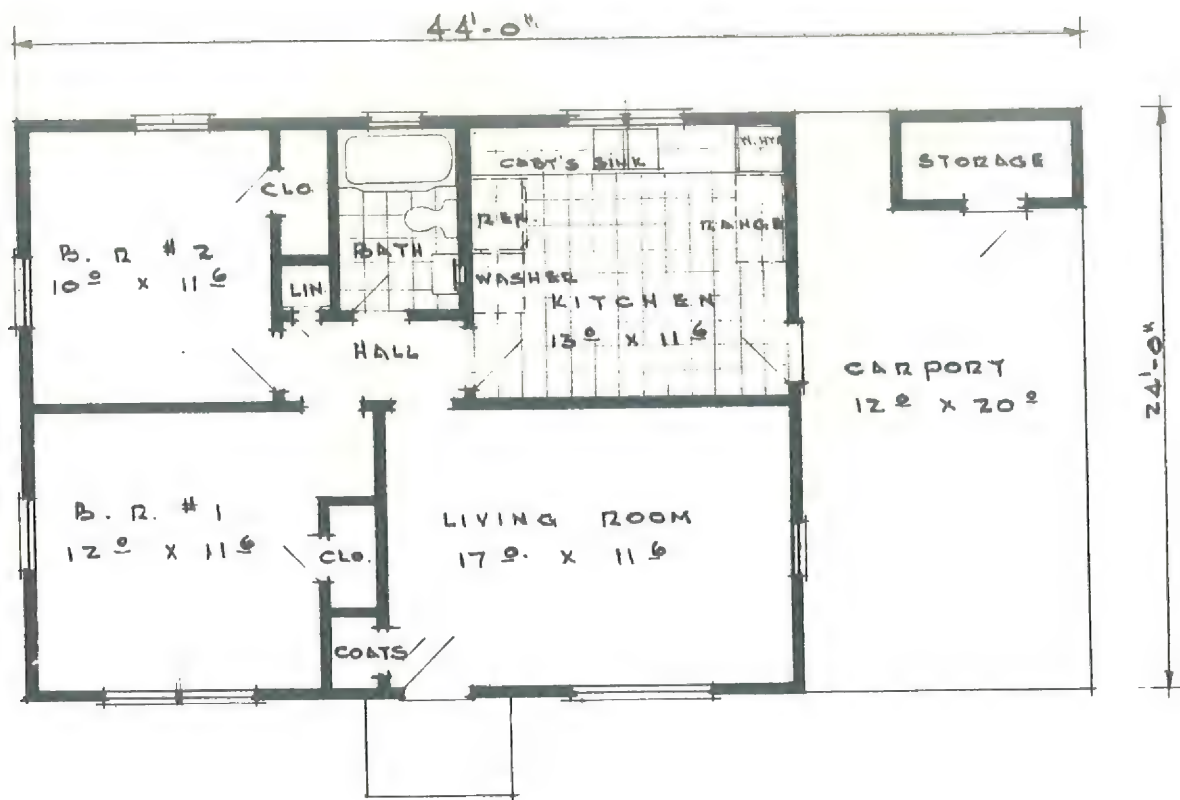 44'-0"
STORAGE
CAB'T'S SINK
W. HTR
CLO.
REF.
RANGE
B. R. # 2
10⁰ x 11⁶
BATH
LIN.
WASHER
KITCHEN
13⁰ x 11⁶
HALL
CARPORT
12⁰ x 20⁰
24'-0"
B. R. # 1
12⁰ x 11⁶
LIVING ROOM
17⁰ x 11⁶
CLO.
COATS